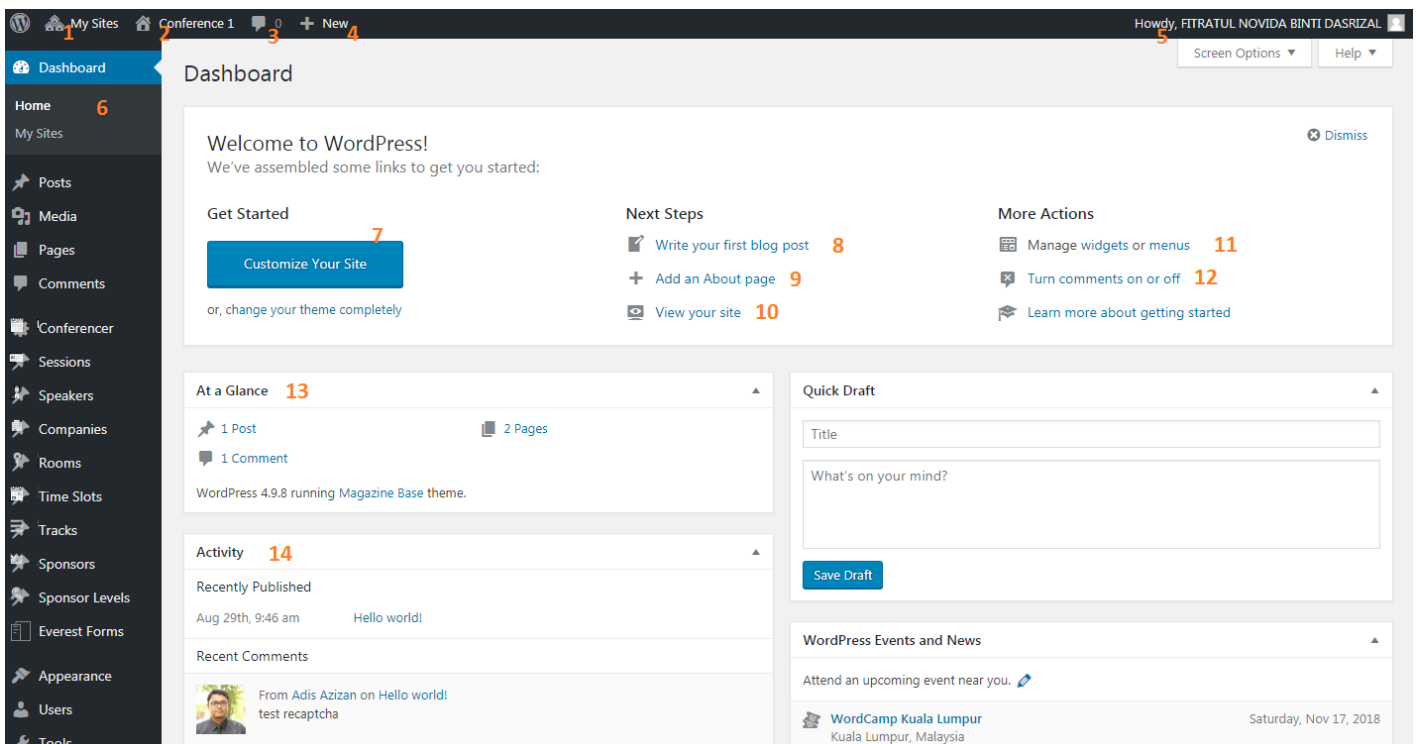 My Sites Conference 1 0 New Howdy, FITRATUL NOVIDA BINTI DASRIZAL
1 2 3 4 5
Screen Options Help
Dashboard
Home 6
My Sites
Posts
Media
Pages
Comments
Conferencer
Sessions
Speakers
Companies
Rooms
Time Slots
Tracks
Sponsors
Sponsor Levels
Everest Forms
Appearance
Users
Tools
Dashboard
Welcome to WordPress!
Dismiss
We've assembled some links to get you started:
Get Started
7
Customize Your Site
or, change your theme completely
Next Steps
Write your first blog post 8
Add an About page 9
View your site 10
More Actions
Manage widgets or menus 11
Turn comments on or off 12
Learn more about getting started
At a Glance 13
1 Post 2 Pages
1 Comment
WordPress 4.9.8 running Magazine Base theme.
Activity 14
Recently Published
Aug 29th, 9:46 am Hello world!
Recent Comments
From Adis Azizan on Hello world!
test recaptcha
Quick Draft
Title
What's on your mind?
Save Draft
WordPress Events and News
Attend an upcoming event near you.
WordCamp Kuala Lumpur Saturday, Nov 17, 2018
Kuala Lumpur, Malaysia